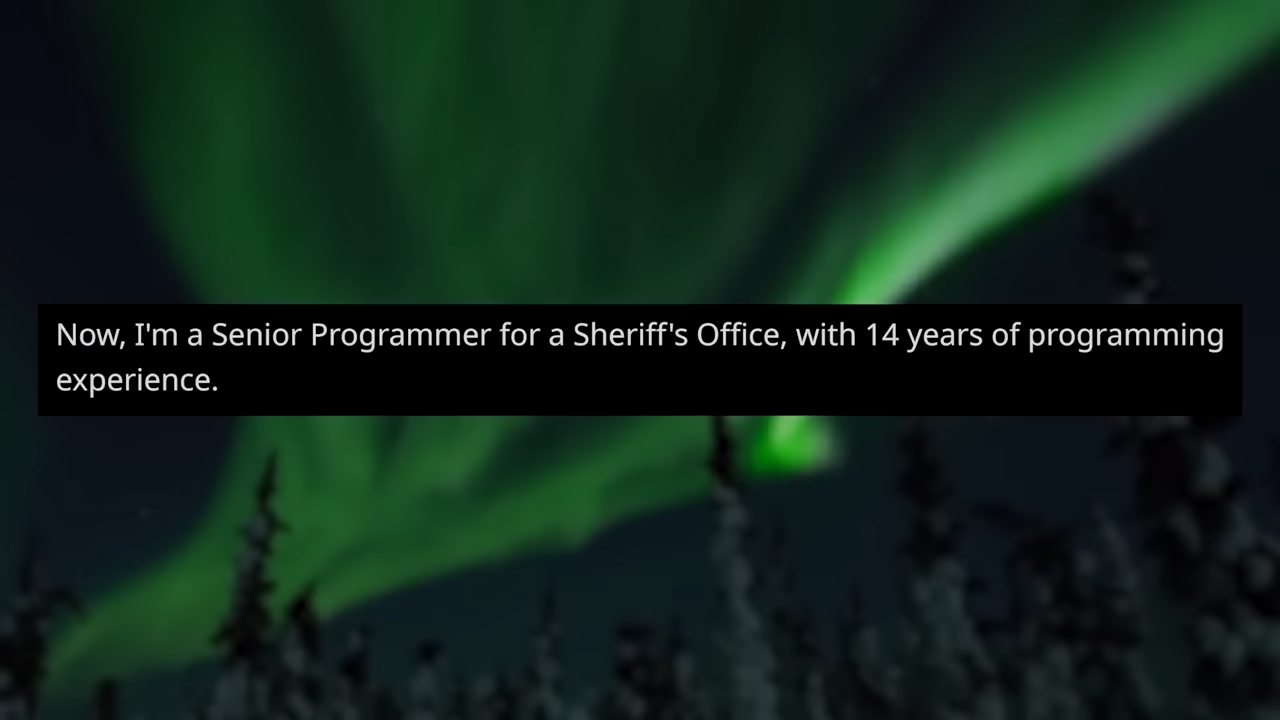 Now, I'm a Senior Programmer for a Sheriff's Office, with 14 years of programming
experience.